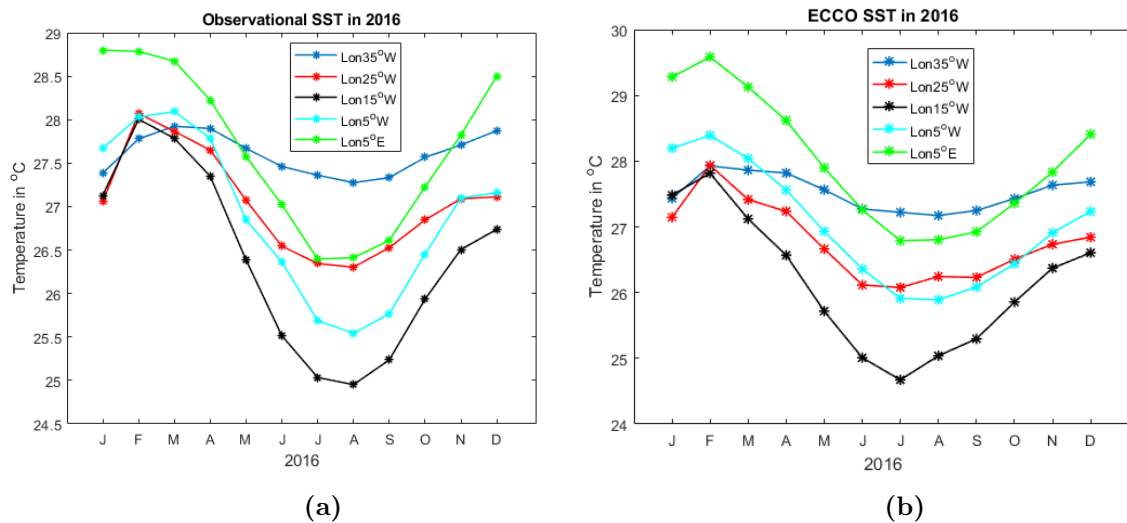 Observational SST in 2016
29
28.5
28
27.5
27
26.5
26
25.5
25
24.5
Temperature in °C
Lon35°W
Lon25°W
Lon15°W
Lon5°W
Lon5°E
J F M A M J J A S O N D
2016
(a)
ECCO SST in 2016
30
29
28
27
26
25
24
Temperature in °C
Lon35°W
Lon25°W
Lon15°W
Lon5°W
Lon5°E
J F M A M J J A S O N D
2016
(b)